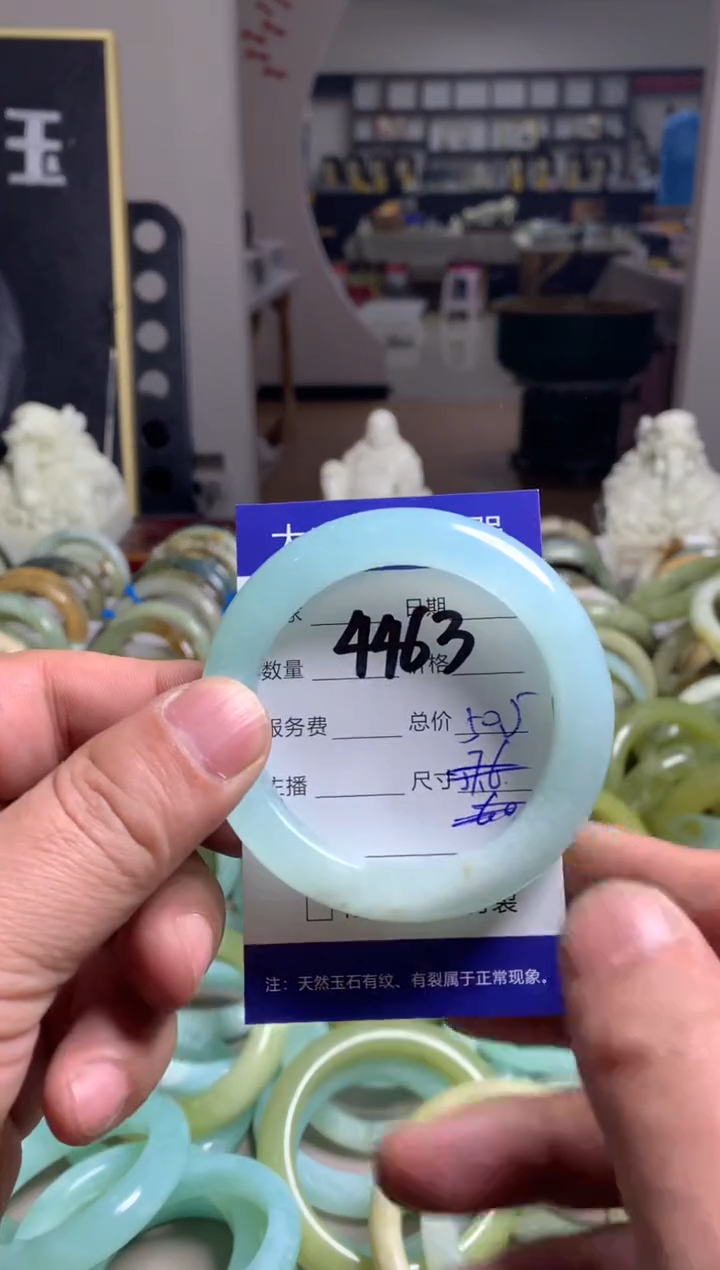 玉
日期
4463
数量
价格
服务费
总价 505
主播
尺寸
注：天然玉石有纹、有裂属于正常现象。